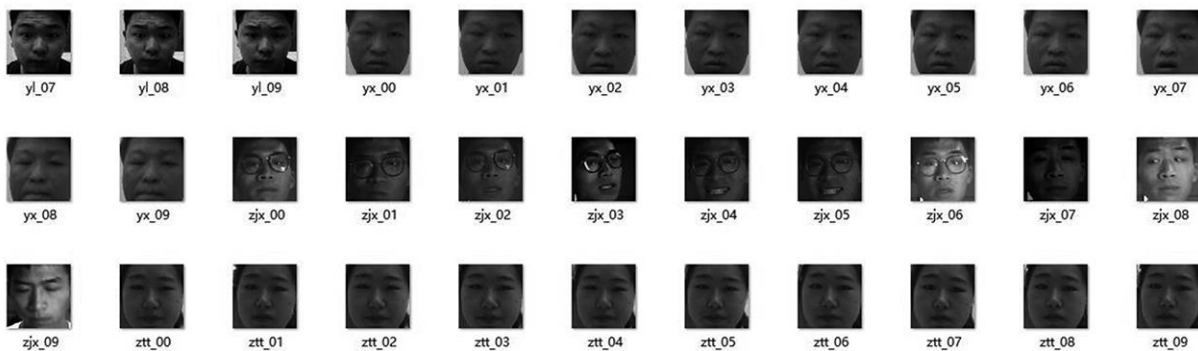 yl_07 yl_08 yl_09 yx_00 yx_01 yx_02 yx_03 yx_04 yx_05 yx_06 yx_07
yx_08 yx_09 zjx_00 zjx_01 zjx_02 zjx_03 zjx_04 zjx_05 zjx_06 zjx_07 zjx_08
zjx_09 ztt_00 ztt_01 ztt_02 ztt_03 ztt_04 ztt_05 ztt_06 ztt_07 ztt_08 ztt_09